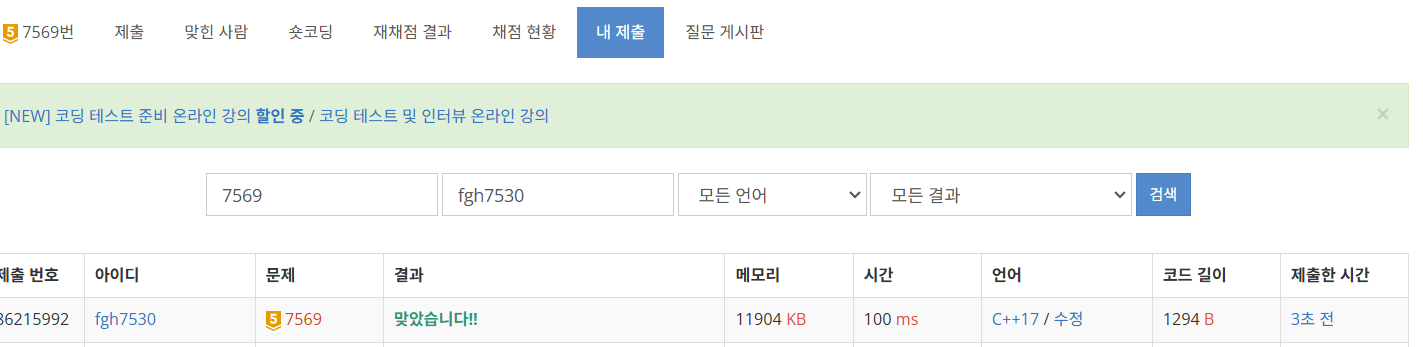 5 7569번 제출 맞힌 사람 숏코딩 재채점 결과 채점 현황 내 제출 질문 게시판
[NEW] 코딩 테스트 준비 온라인 강의 할인 중 / 코딩 테스트 및 인터뷰 온라인 강의 ×
7569 fgh7530 모든 언어 모든 결과 검색
제출 번호 아이디 문제 결과 메모리 시간 언어 코드 길이 제출한 시간
86215992 fgh7530 5 7569 맞았습니다!! 11904 KB 100 ms C++17 / 수정 1294 B 3초 전